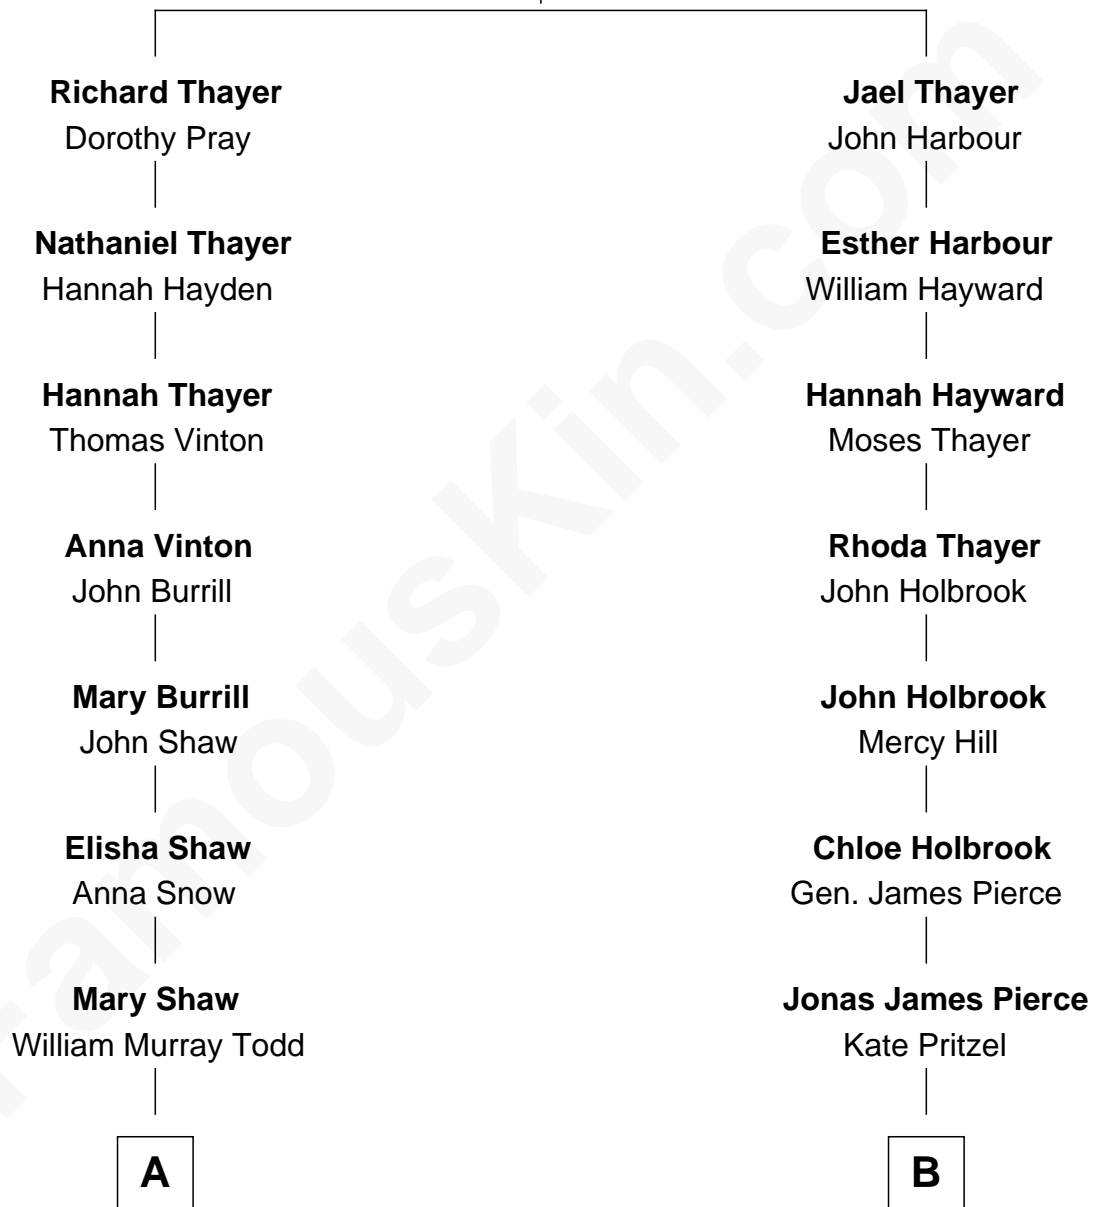 Richard Thayer
Dorothy Pray
Nathaniel Thayer
Hannah Hayden
Hannah Thayer
Thomas Vinton
Anna Vinton
John Burrill
Mary Burrill
John Shaw
Elisha Shaw
Anna Snow
Mary Shaw
William Murray Todd
A
Jael Thayer
John Harbour
Esther Harbour
William Hayward
Hannah Hayward
Moses Thayer
Rhoda Thayer
John Holbrook
John Holbrook
Mercy Hill
Chloe Holbrook
Gen. James Pierce
Jonas James Pierce
Kate Pritzel
B
FamousKin.com